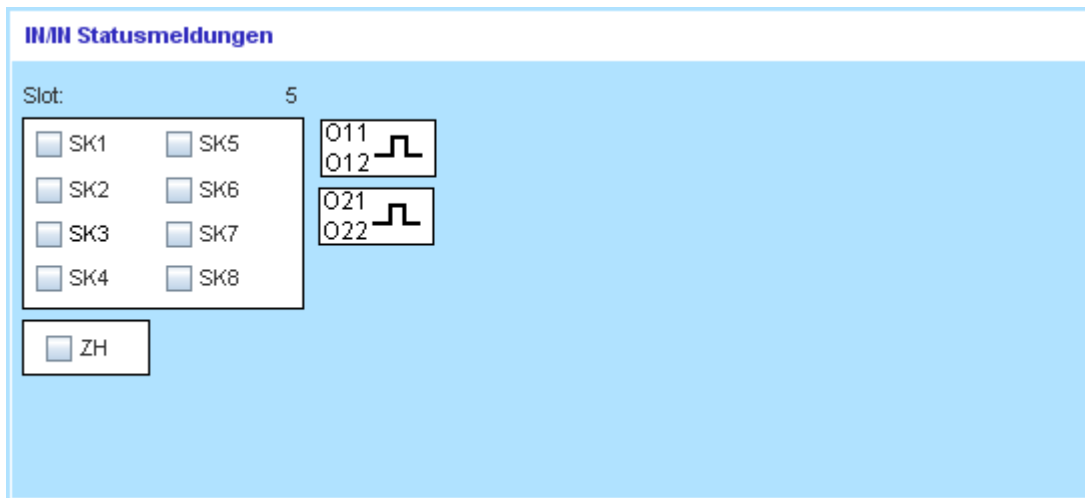 IN/IN Statusmeldungen
Slot: 5
SK1 SK5
SK2 SK6
SK3 SK7
SK4 SK8
O11
O12
O21
O22
ZH